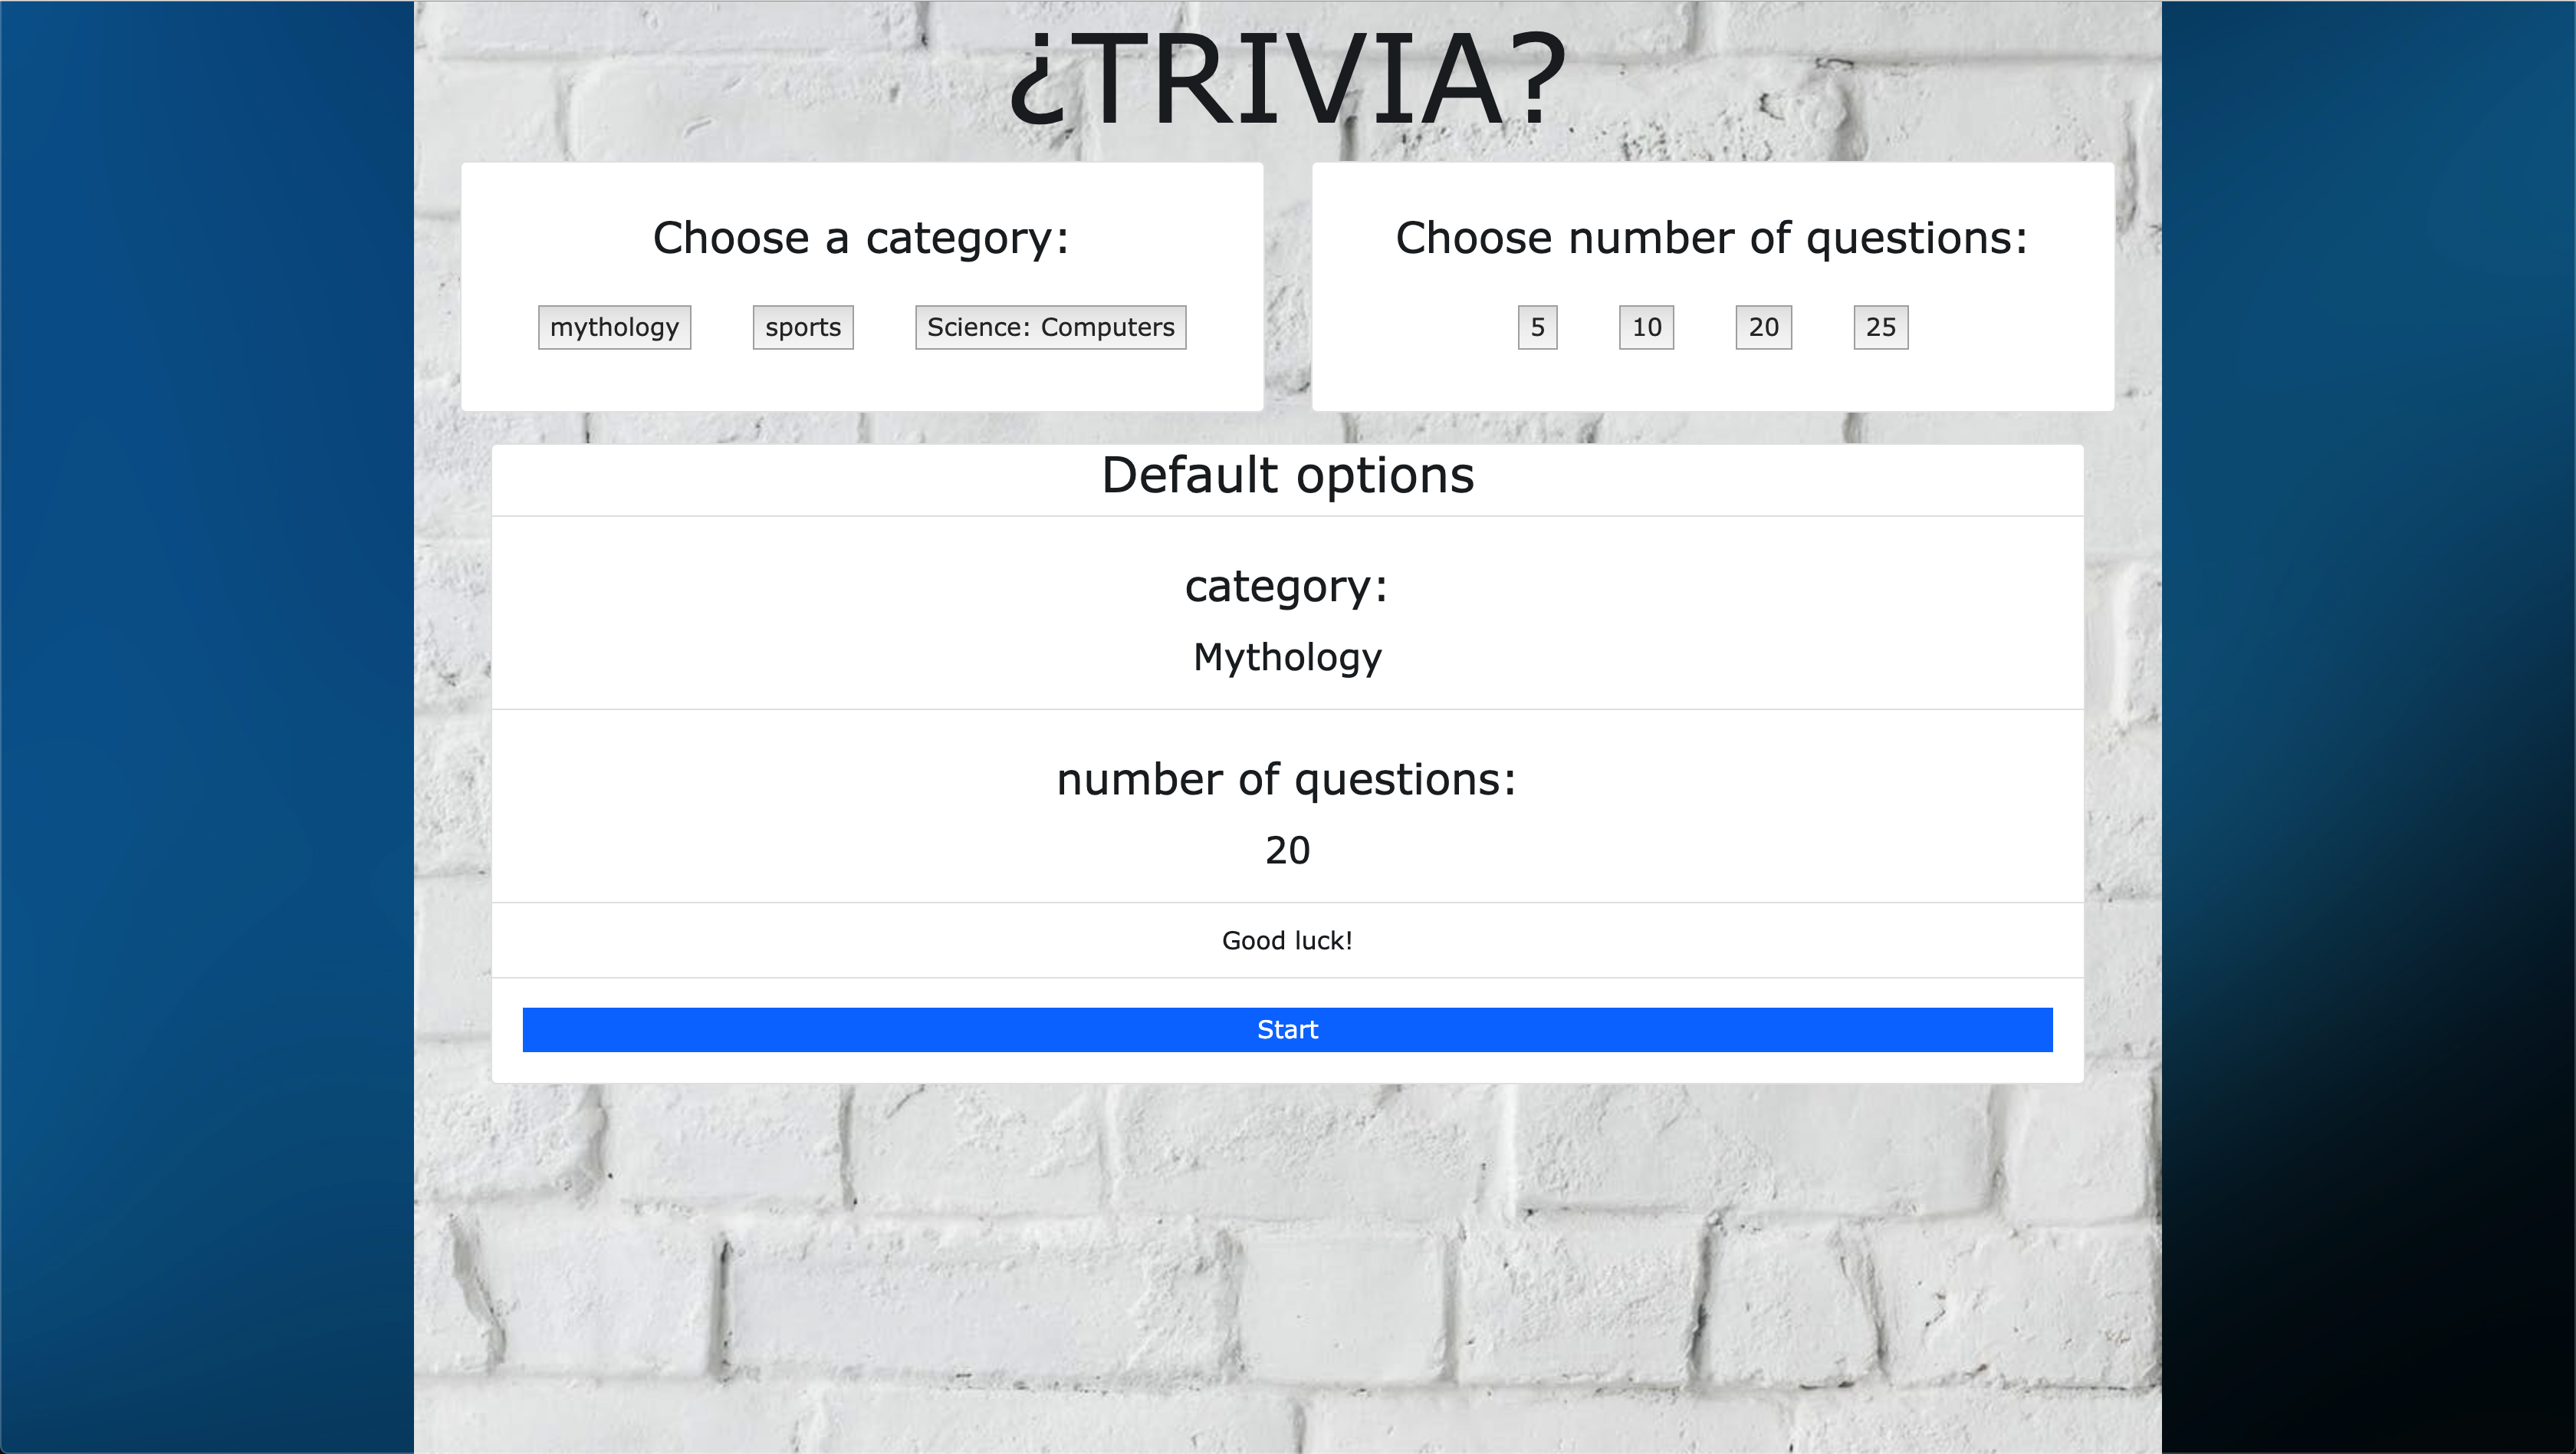 ¿TRIVIA?
Choose a category:
mythology sports Science: Computers
Choose number of questions:
5 10 20 25
Default options
category:
Mythology
number of questions:
20
Good luck!
Start